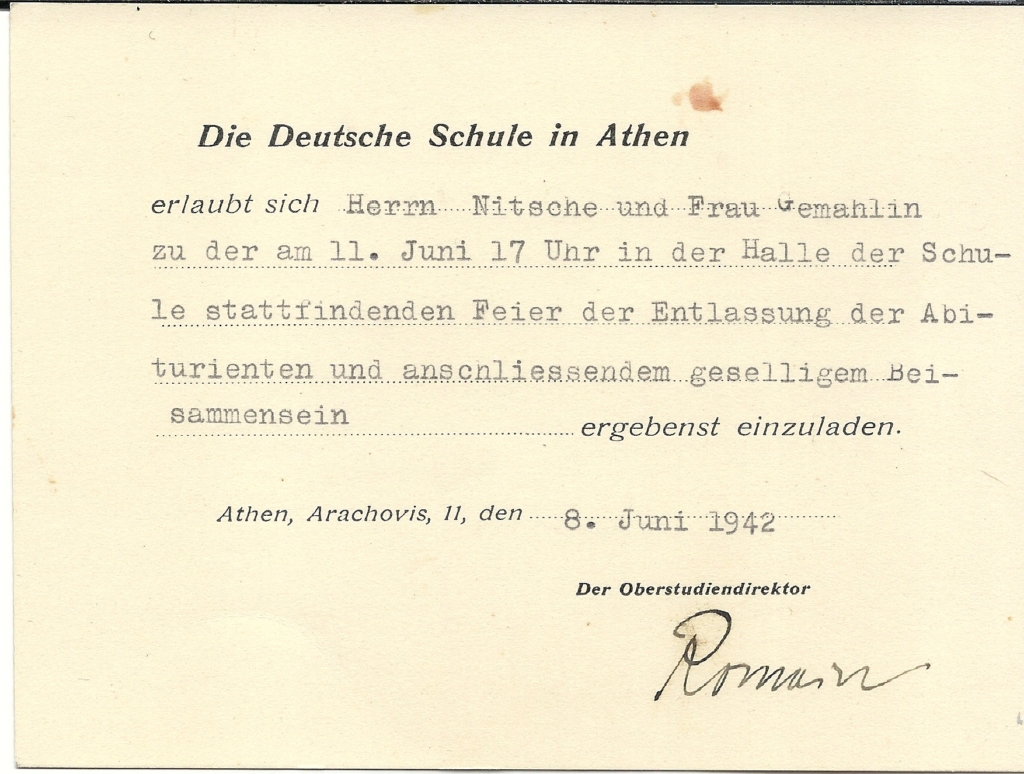 Die Deutsche Schule in Athen
erlaubt sich Herrn Nitsche und Frau Gemahlin
zu der am 11. Juni 17 Uhr in der Halle der Schu-
le stattfindenden Feier der Entlassung der Abi-
turienten und anschliessendem geselligem Bei-
sammensein ergebenst einzuladen.
Athen, Arachovis, 11, den 8. Juni 1942
Der Oberstudiendirektor
Romain